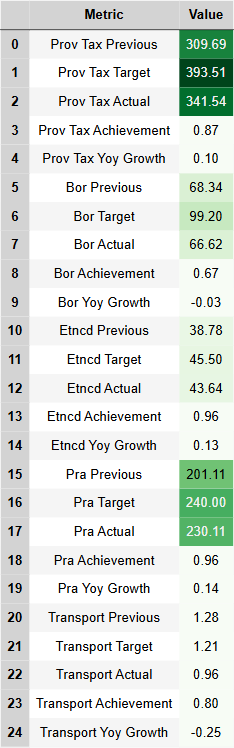 Metric Value
0 Prov Tax Previous 309.69
1 Prov Tax Target 393.51
2 Prov Tax Actual 341.54
3 Prov Tax Achievement 0.87
4 Prov Tax Yoy Growth 0.10
5 Bor Previous 68.34
6 Bor Target 99.20
7 Bor Actual 66.62
8 Bor Achievement 0.67
9 Bor Yoy Growth -0.03
10 Etncd Previous 38.78
11 Etncd Target 45.50
12 Etncd Actual 43.64
13 Etncd Achievement 0.96
14 Etncd Yoy Growth 0.13
15 Pra Previous 201.11
16 Pra Target 240.00
17 Pra Actual 230.11
18 Pra Achievement 0.96
19 Pra Yoy Growth 0.14
20 Transport Previous 1.28
21 Transport Target 1.21
22 Transport Actual 0.96
23 Transport Achievement 0.80
24 Transport Yoy Growth -0.25